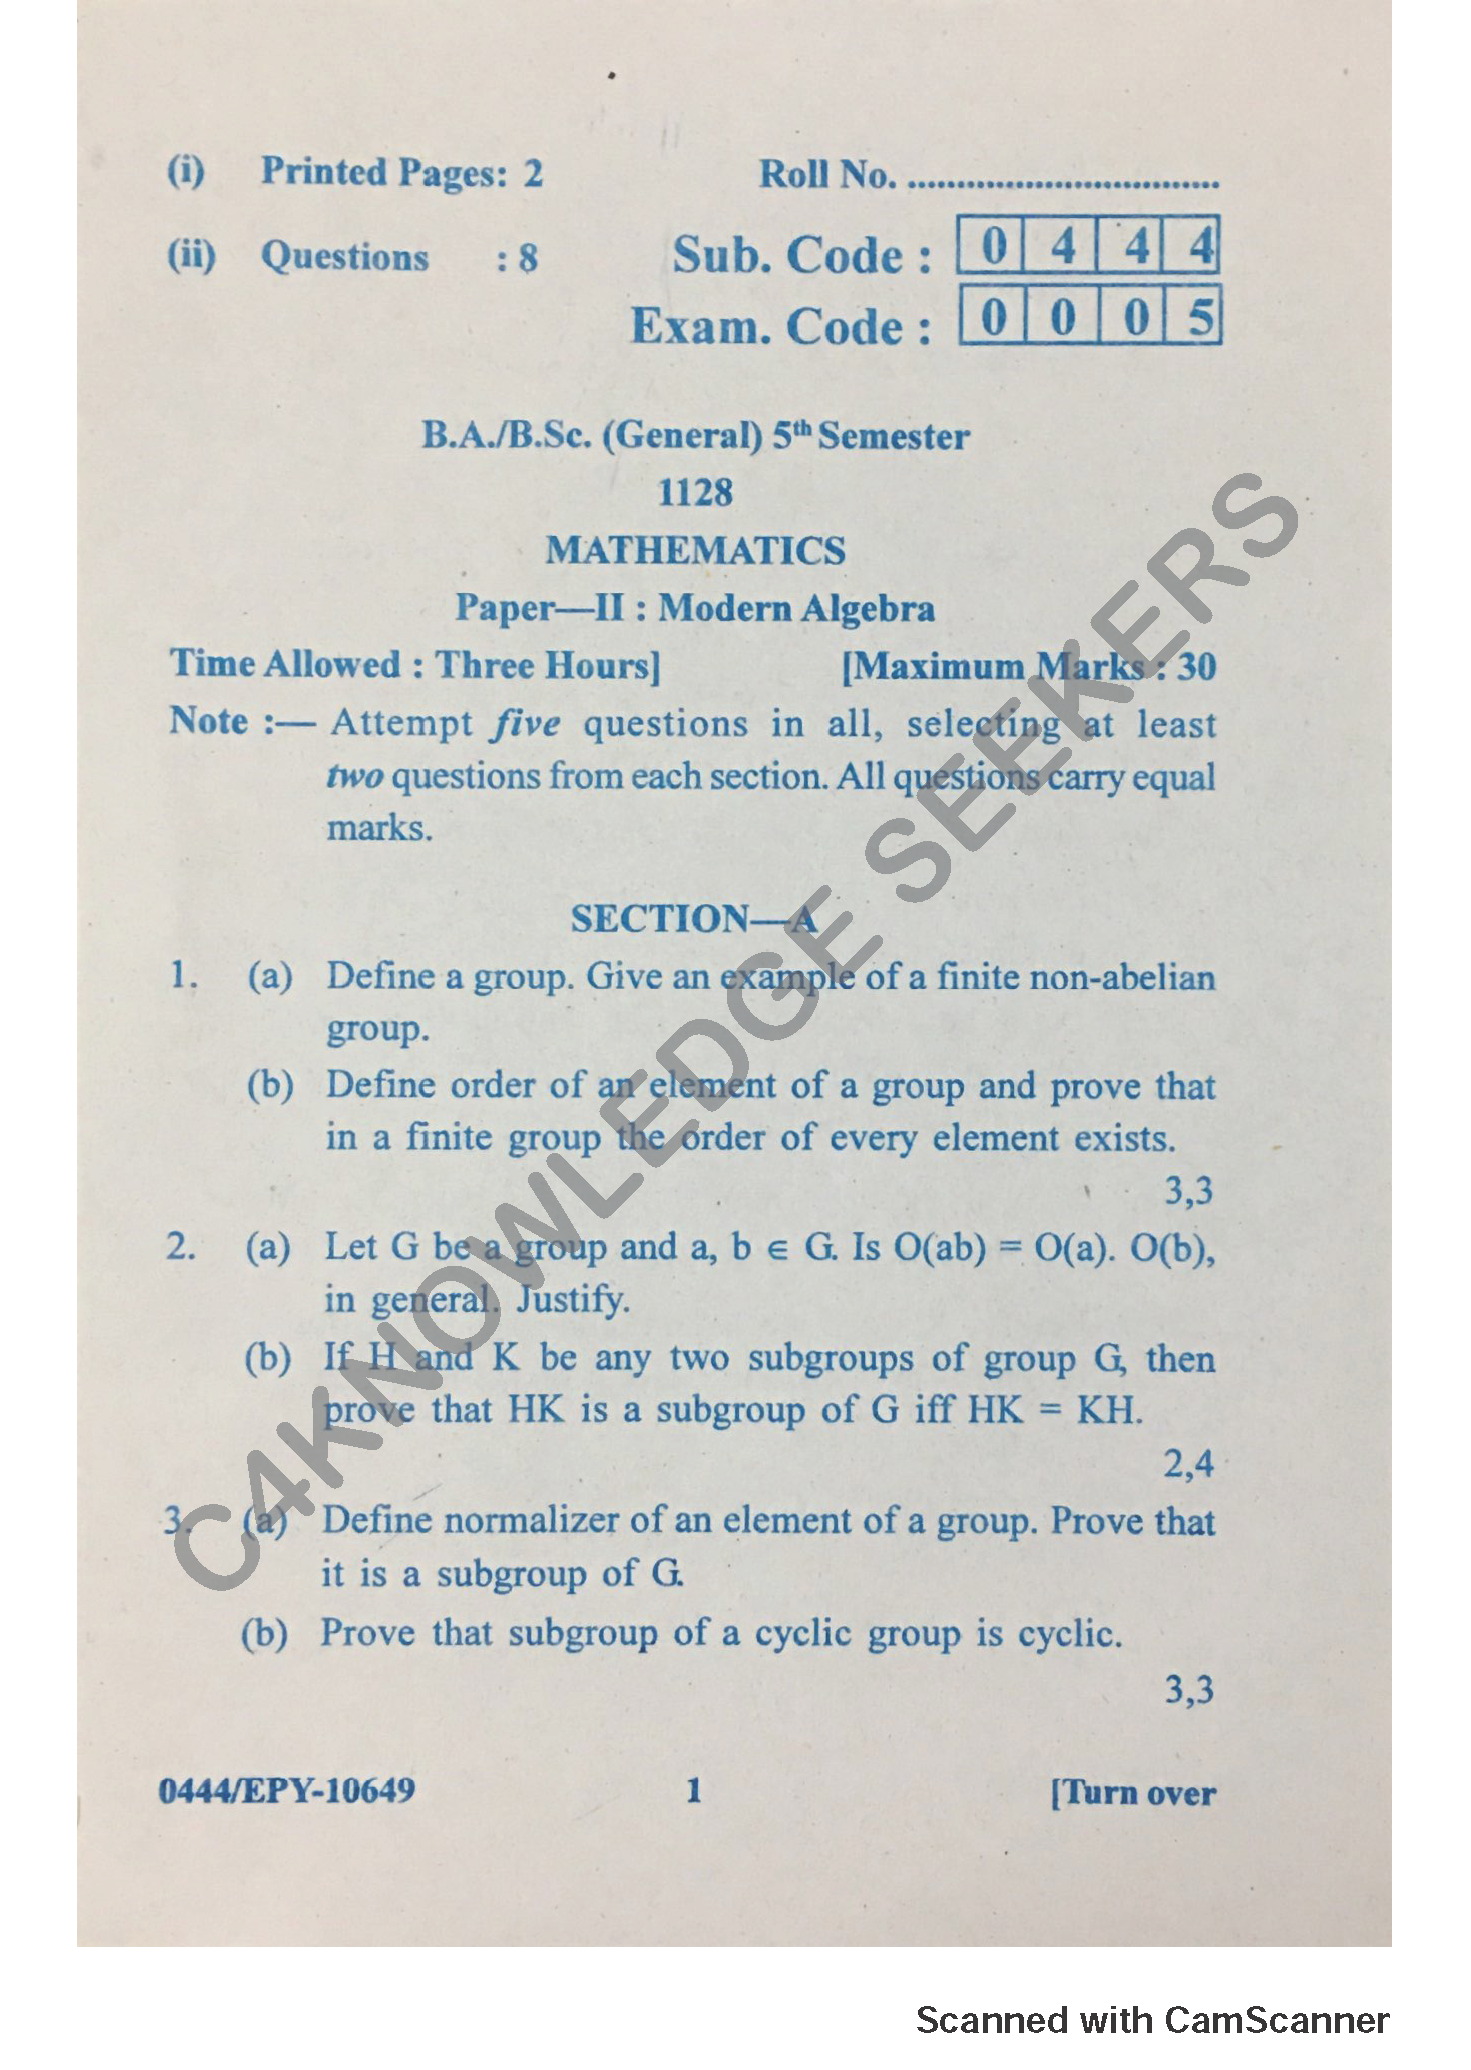 (i) Printed Pages: 2 Roll No. ................................
(ii) Questions : 8 Sub. Code : 0 4 4 4
Exam. Code : 0 0 0 5
B.A./B.Sc. (General) 5th Semester
1128
MATHEMATICS
Paper—II : Modern Algebra
Time Allowed : Three Hours] [Maximum Marks : 30
Note :— Attempt five questions in all, selecting at least
two questions from each section. All questions carry equal
marks.
SECTION—A
1. (a) Define a group. Give an example of a finite non-abelian
group.
(b) Define order of an element of a group and prove that
in a finite group the order of every element exists.
3,3
2. (a) Let G be a group and a, b ∈ G. Is O(ab) = O(a). O(b),
in general. Justify.
(b) If H and K be any two subgroups of group G, then
prove that HK is a subgroup of G iff HK = KH.
2,4
3. (a) Define normalizer of an element of a group. Prove that
it is a subgroup of G.
(b) Prove that subgroup of a cyclic group is cyclic.
3,3
0444/EPY-10649 1 [Turn over
C4KNOWLEDGE SEEKERS
Scanned with CamScanner